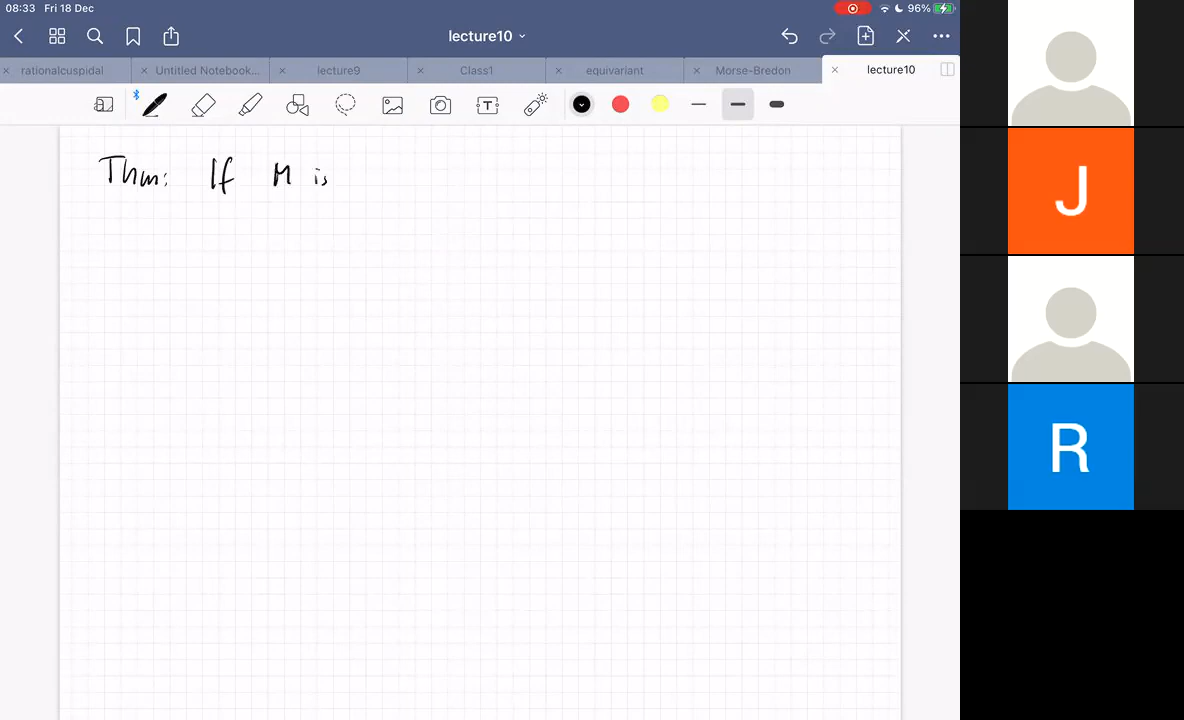 08:33 Fri 18 Dec 96%
lecture10
rationalcuspidal Untitled Notebook... lecture9 Class1 equivariant Morse-Bredon lecture10
T
Thm: If M is
J
R